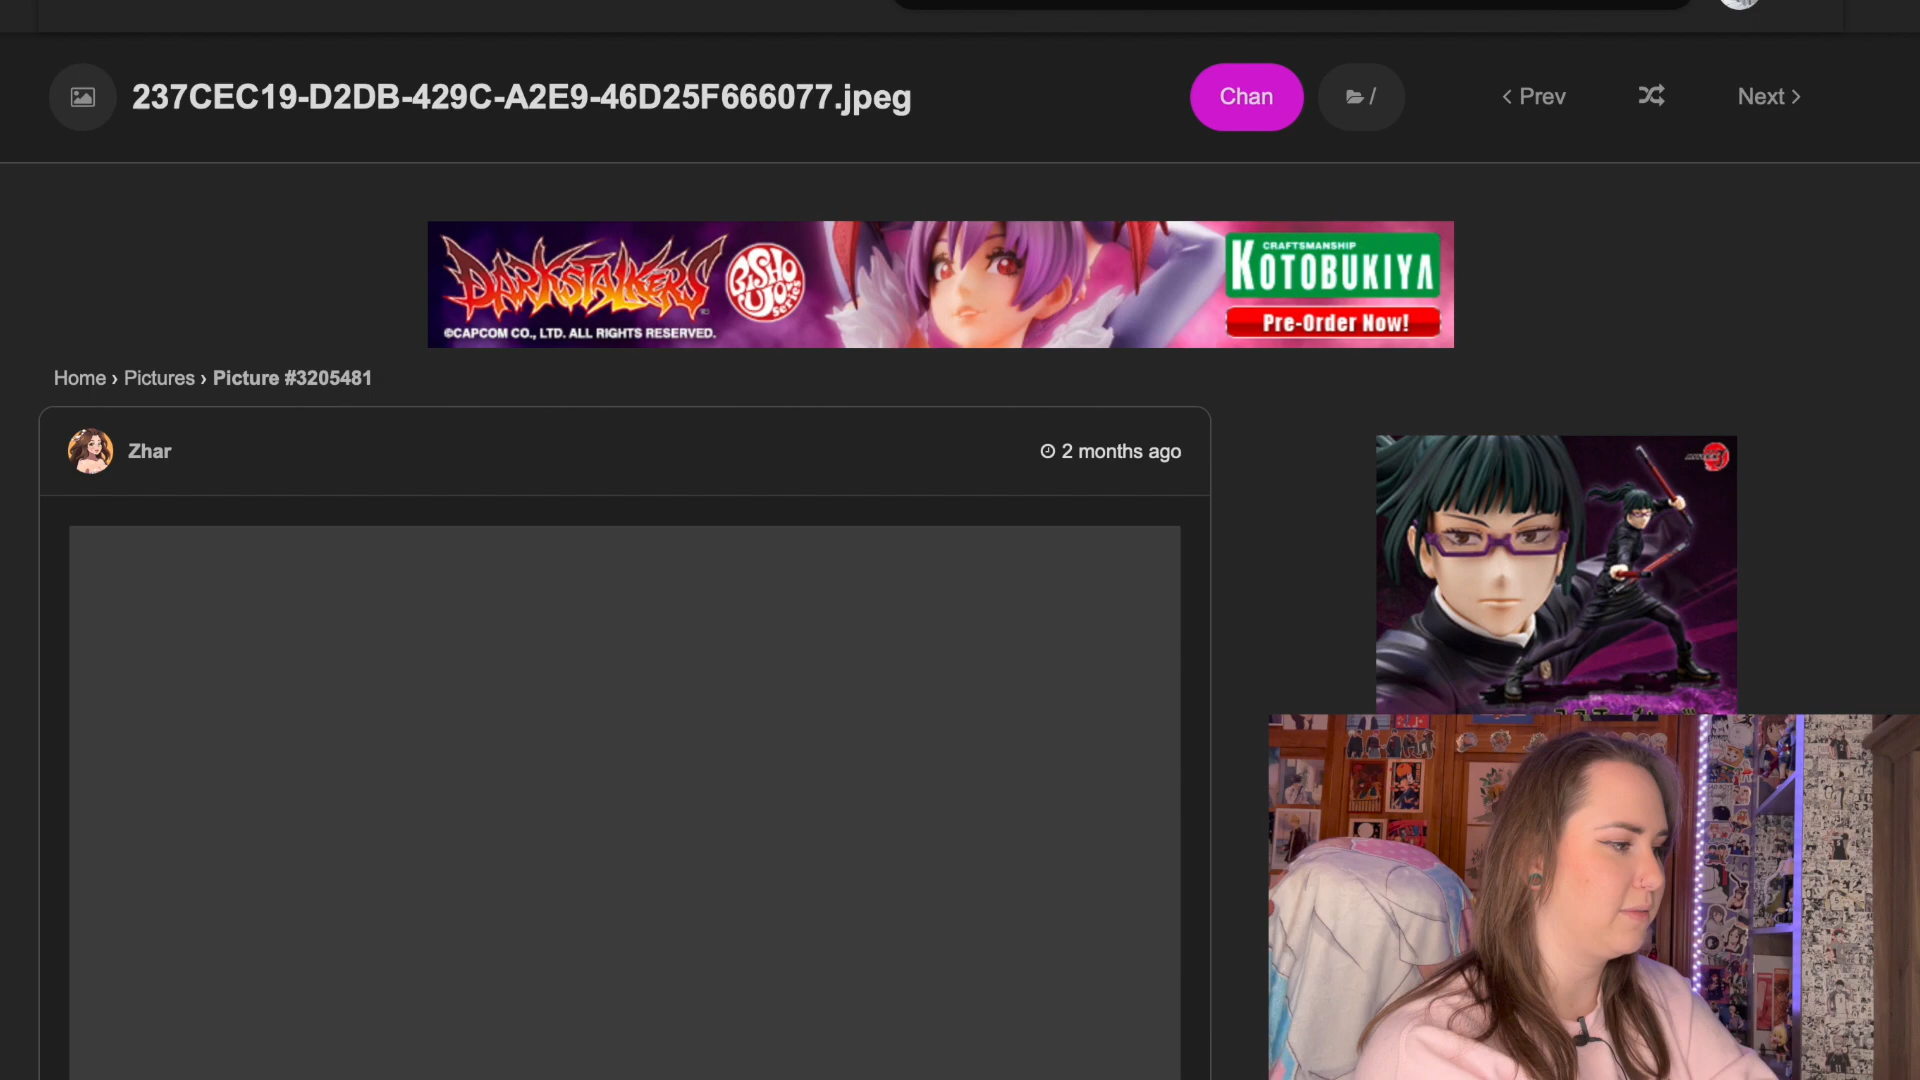 237CEC19-D2DB-429C-A2E9-46D25F666077.jpeg
Chan
/
Prev
Next
DARKSTALKERS
BISHOUJO series
©CAPCOM CO., LTD. ALL RIGHTS RESERVED.
CRAFTSMANSHIP
KOTOBUKIYA
Pre-Order Now!
Home › Pictures › Picture #3205481
Zhar
2 months ago